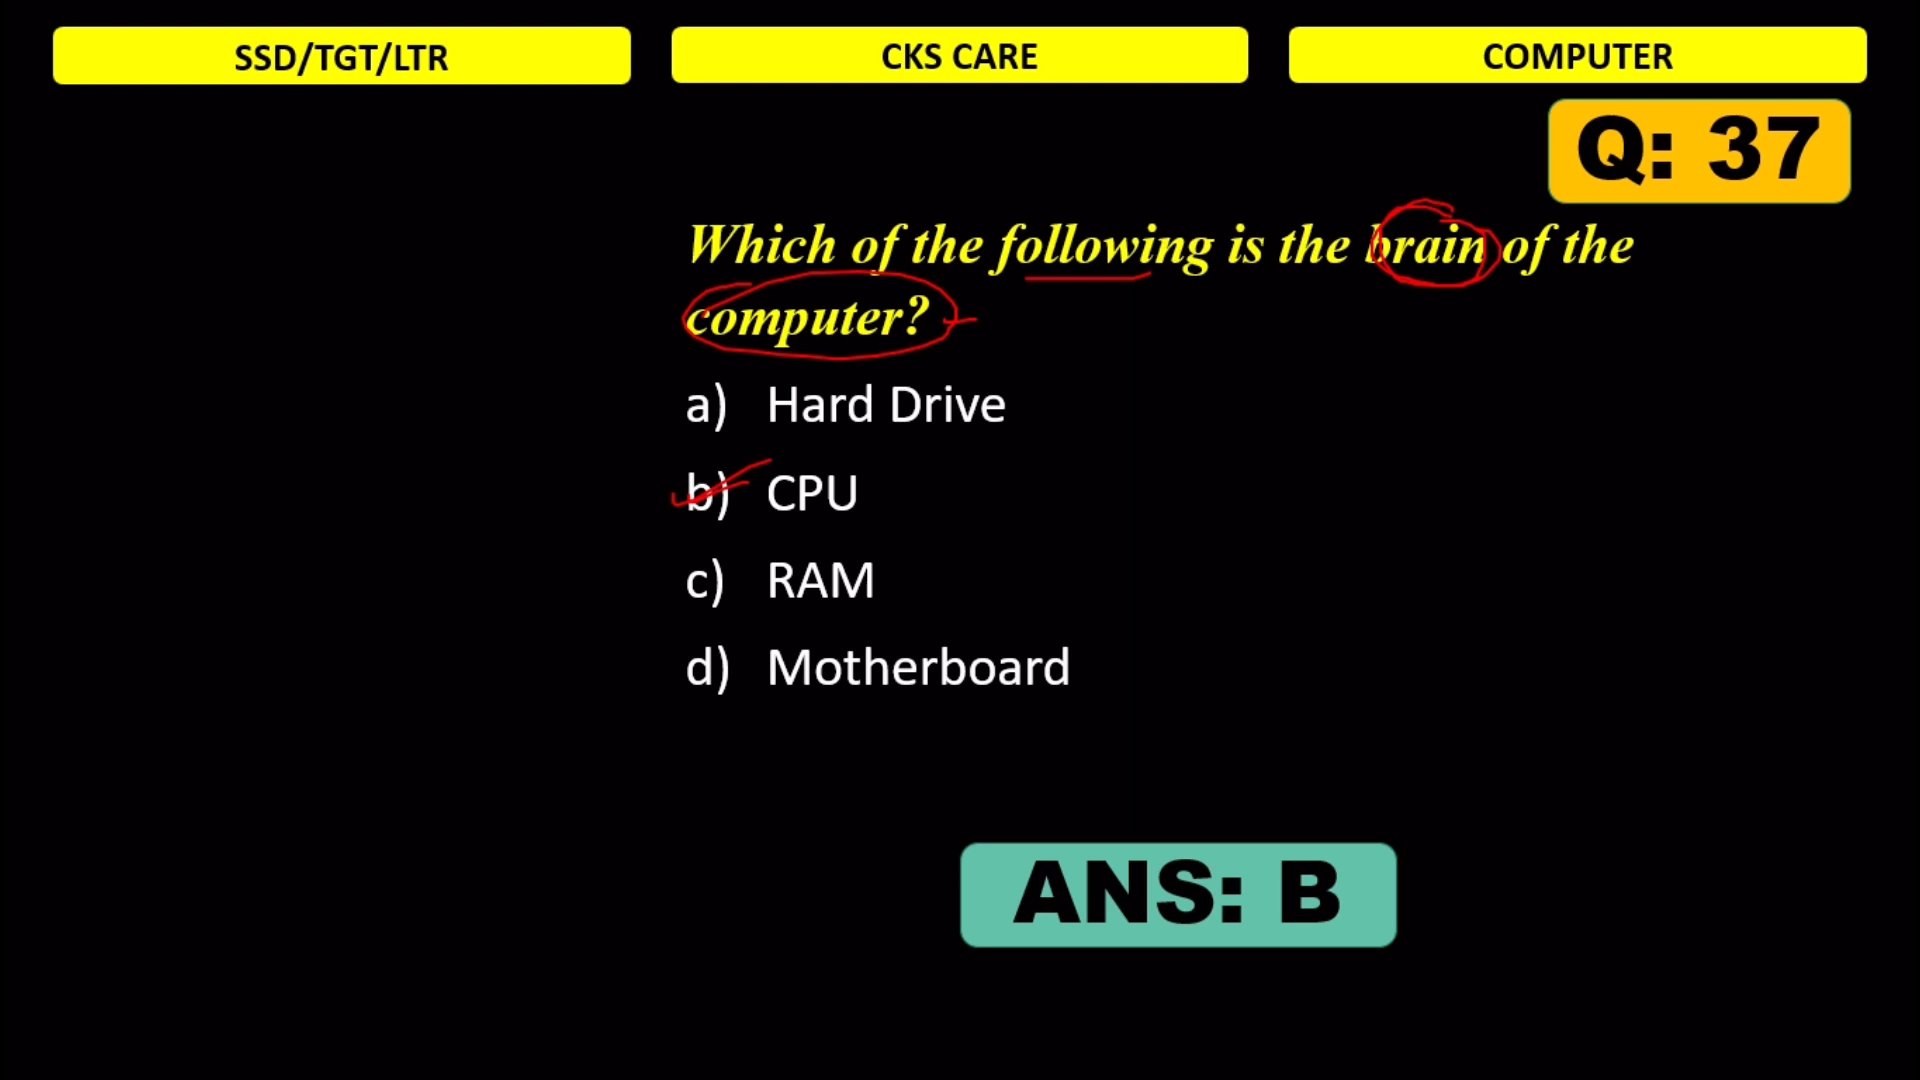 SSD/TGT/LTR
CKS CARE
COMPUTER
Q: 37
Which of the following is the brain of the
computer?
a) Hard Drive
b) CPU
c) RAM
d) Motherboard
ANS: B